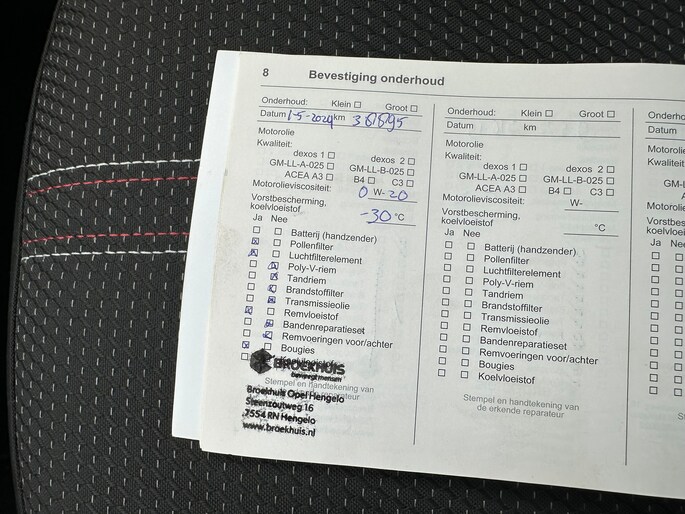 8 Bevestiging onderhoud
Onderhoud: Klein ☐ Groot ☐
Datum 1-5-2024 km
Motorolie
Kwaliteit:
dexos 1 ☐ dexos 2 ☐
GM-LL-A-025 ☐ GM-LL-B-025 ☐
ACEA A3 ☐ B4 ☐ C3 ☐
Motorolieviscositeit: 0 W- 20
Vorstbescherming,
koelvloeistof -30 °C
Ja Nee
Batterij (handzender)
Pollenfilter
Luchtfilterelement
Poly-V-riem
Tandriem
Brandstoffilter
Transmissieolie
Remvloeistof
Bandenreparatieset
Remvoeringen voor/achter
Bougies
BROEKHUIS
beweegt mensen
Stempel en handtekening van
Broekhuis Opel Hengelo
Steenzoutweg 16
7554 RN Hengelo
www.broekhuis.nl
Onderhoud: Klein ☐ Groot ☐
Datum km
Motorolie
Kwaliteit:
dexos 1 ☐ dexos 2 ☐
GM-LL-A-025 ☐ GM-LL-B-025 ☐
ACEA A3 ☐ B4 ☐ C3 ☐
Motorolieviscositeit: W-
Vorstbescherming,
koelvloeistof °C
Ja Nee
Batterij (handzender)
Pollenfilter
Luchtfilterelement
Poly-V-riem
Tandriem
Brandstoffilter
Transmissieolie
Remvloeistof
Bandenreparatieset
Remvoeringen voor/achter
Bougies
Koelvloeistof
Stempel en handtekening van
de erkende reparateur
Datum
Motorolie
Ja Nee